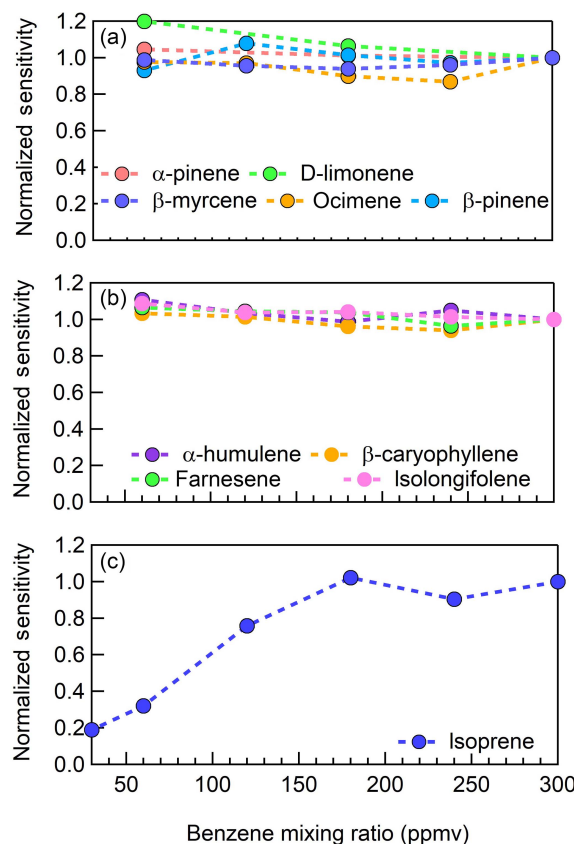 (a)
Normalized sensitivity
1.2
1.0
0.8
0.6
0.4
0.2
0.0
α-pinene D-limonene
β-myrcene Ocimene β-pinene
(b)
Normalized sensitivity
1.2
1.0
0.8
0.6
0.4
0.2
0.0
α-humulene β-caryophyllene
Farnesene Isolongifolene
(c)
Normalized sensitivity
1.2
1.0
0.8
0.6
0.4
0.2
0.0
Isoprene
50 100 150 200 250 300
Benzene mixing ratio (ppmv)